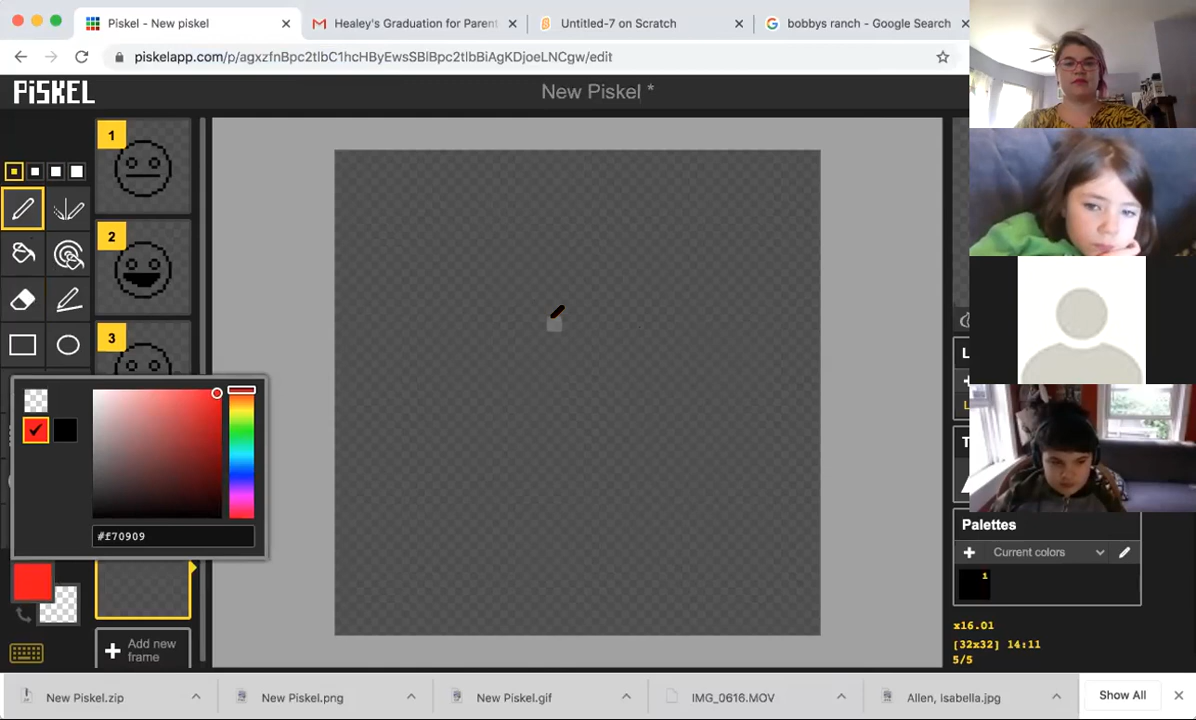 Piskel - New piskel
Healey's Graduation for Parent
Untitled-7 on Scratch
bobbys ranch - Google Search
piskelapp.com/p/agxzfnBpc2tlbC1hcHByEwsSBlBpc2tlbBiAgKDjoeLNCgw/edit
PiSKEL
New Piskel *
1
2
3
#f70909
Add new
frame
L
T
Palettes
Current colors
1
x16.01
[32x32] 14:11
5/5
New Piskel.zip
New Piskel.png
New Piskel.gif
IMG_0616.MOV
Allen, Isabella.jpg
Show All